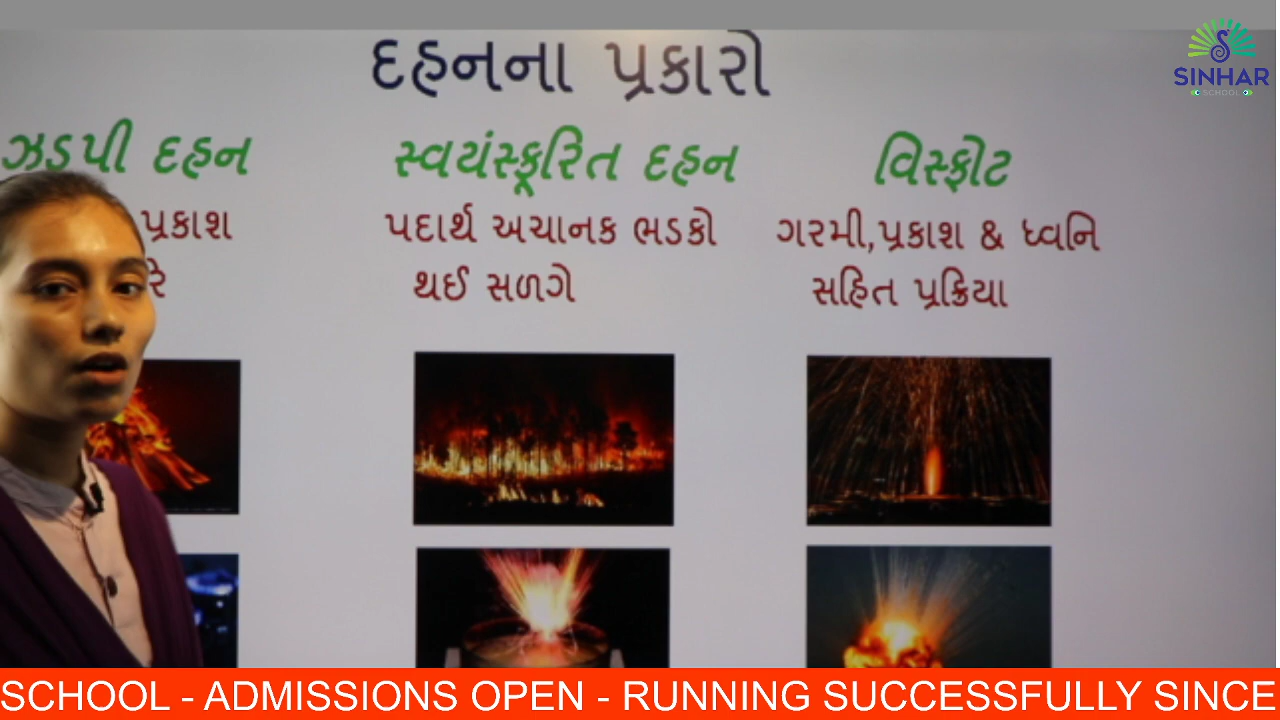 દહનના પ્રકારો
SINHAR
SCHOOL
ઝડપી દહન
સ્વયંસ્ફૂરિત દહન
વિસ્ફોટ
પ્રકાશ
પદાર્થ અચાનક ભડકો
થઈ સળગે
ગરમી,પ્રકાશ & ધ્વનિ
સહિત પ્રક્રિયા
SCHOOL - ADMISSIONS OPEN - RUNNING SUCCESSFULLY SINCE